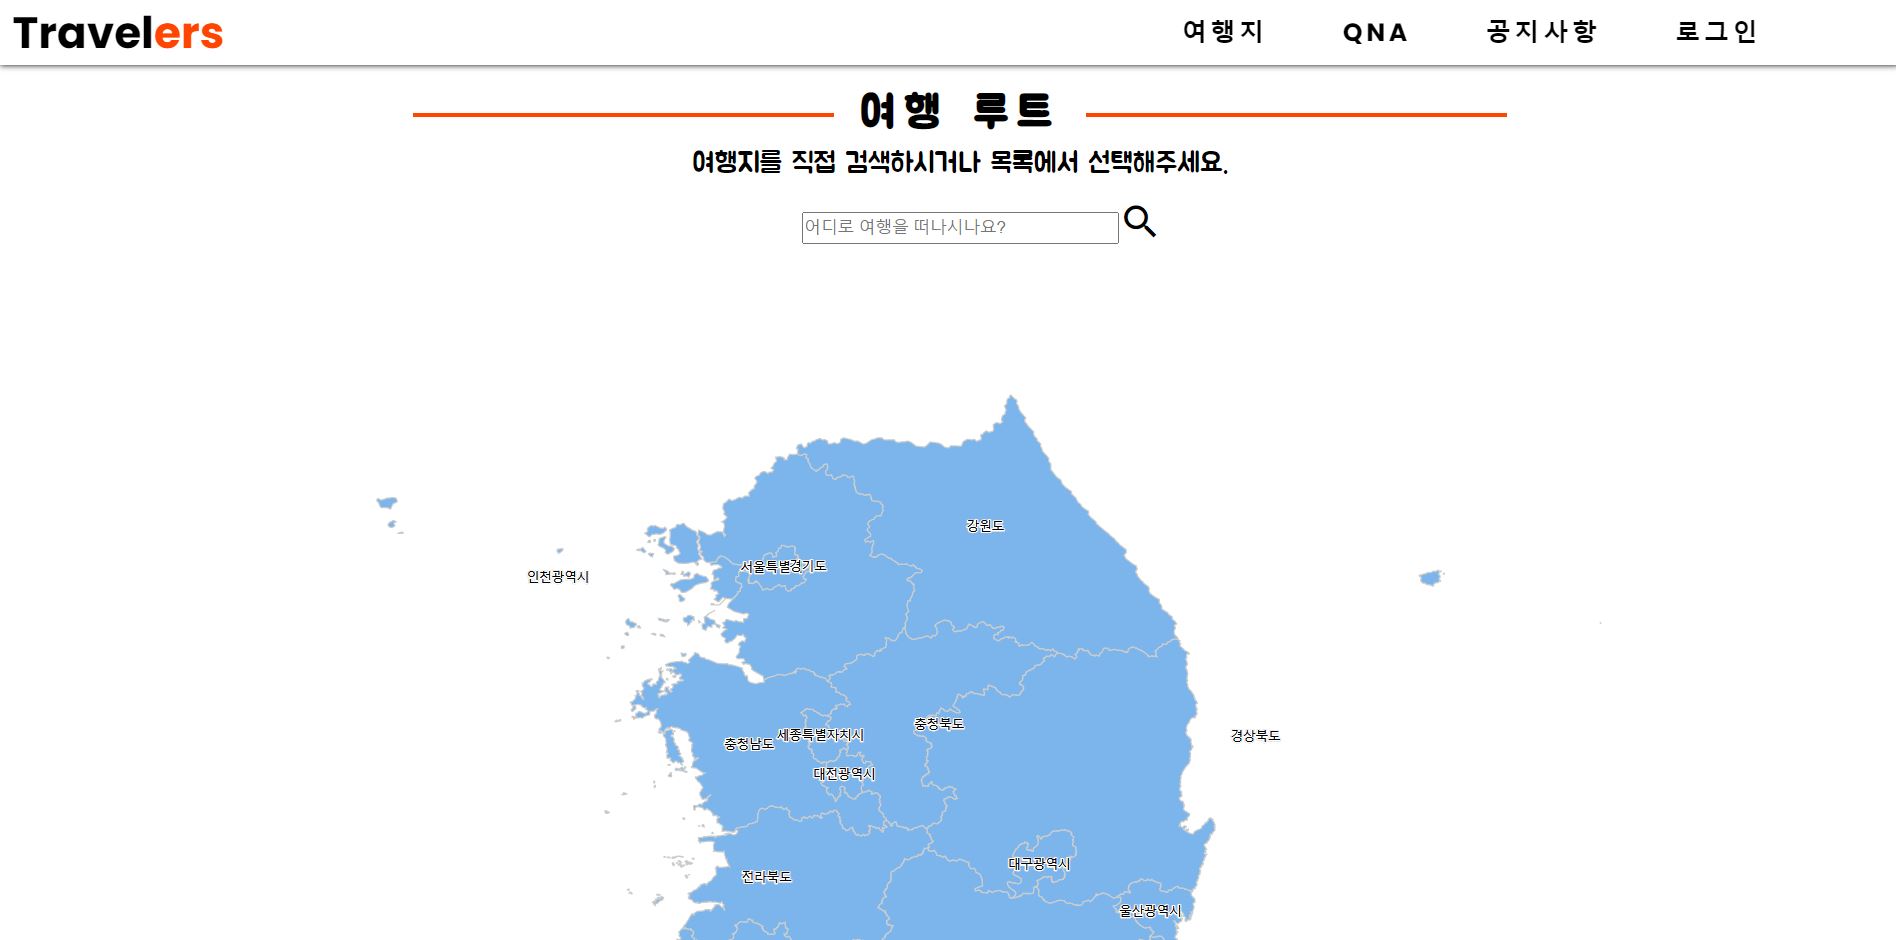 Travelers
여행지 QNA 공지사항 로그인
여행 루트
여행지를 직접 검색하시거나 목록에서 선택해주세요.
어디로 여행을 떠나시나요?
강원도
서울특별
경기도
인천광역시
충청북도
세종특별자치시
경상북도
충청남도
대전광역시
대구광역시
전라북도
울산광역시